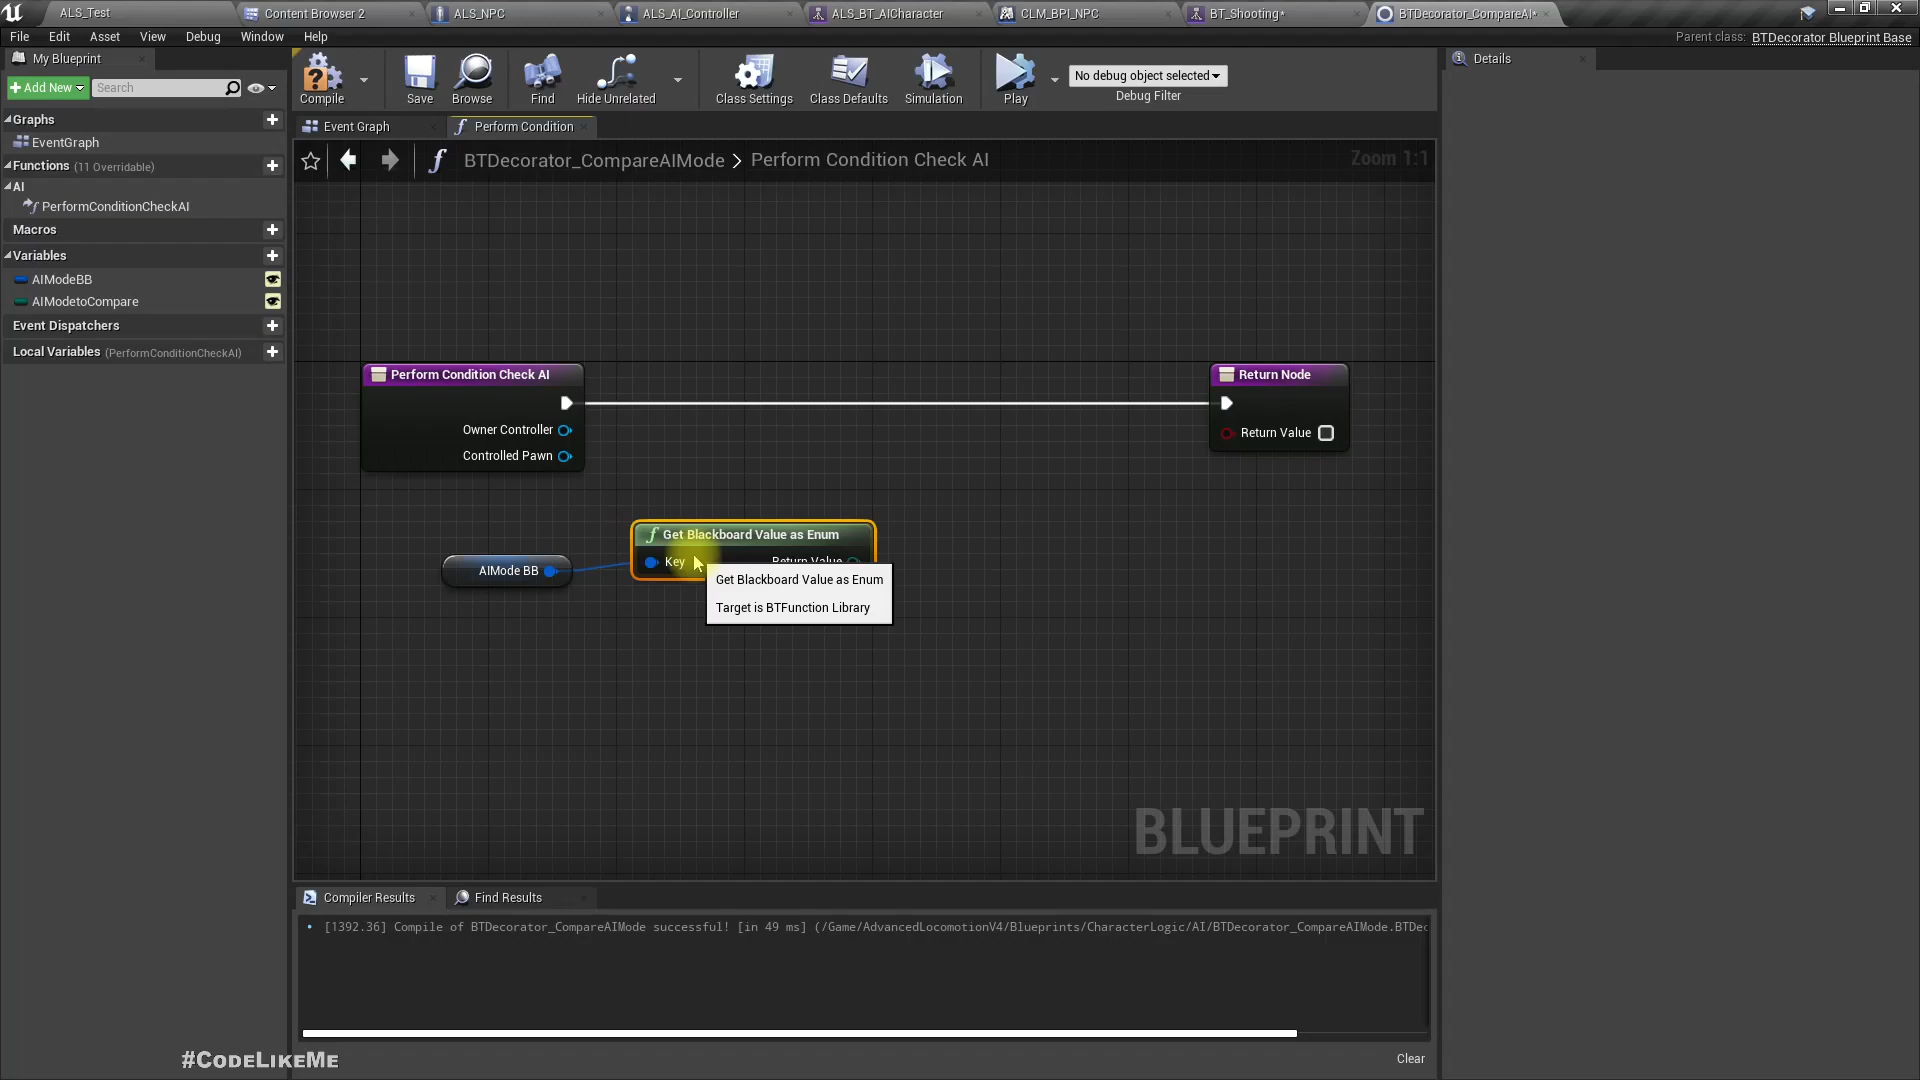 ALS_Test
Content Browser 2
ALS_NPC
ALS_AI_Controller
ALS_BT_AICharacter
CLM_BPI_NPC
BT_Shooting*
BTDecorator_CompareAI*
File Edit Asset View Debug Window Help
Parent class: BTDecorator Blueprint Base
My Blueprint
Details
Add New
Search
Compile
Save
Browse
Find
Hide Unrelated
Class Settings
Class Defaults
Simulation
Play
No debug object selected
Debug Filter
Graphs
EventGraph
Functions (11 Overridable)
AI
PerformConditionCheckAI
Macros
Variables
AIModeBB
AIModetoCompare
Event Dispatchers
Local Variables (PerformConditionCheckAI)
Event Graph
Perform Condition
BTDecorator_CompareAIMode > Perform Condition Check AI
Zoom 1:1
Perform Condition Check AI
Owner Controller
Controlled Pawn
Return Node
Return Value
AIMode BB
Get Blackboard Value as Enum
Key
Return Value
Get Blackboard Value as Enum
Target is BTFunction Library
BLUEPRINT
Compiler Results
Find Results
[1392.36] Compile of BTDecorator_CompareAIMode successful! [in 49 ms] (/Game/AdvancedLocomotionV4/Blueprints/CharacterLogic/AI/BTDecorator_CompareAIMode.BTDec
Clear
#CodeLikeMe